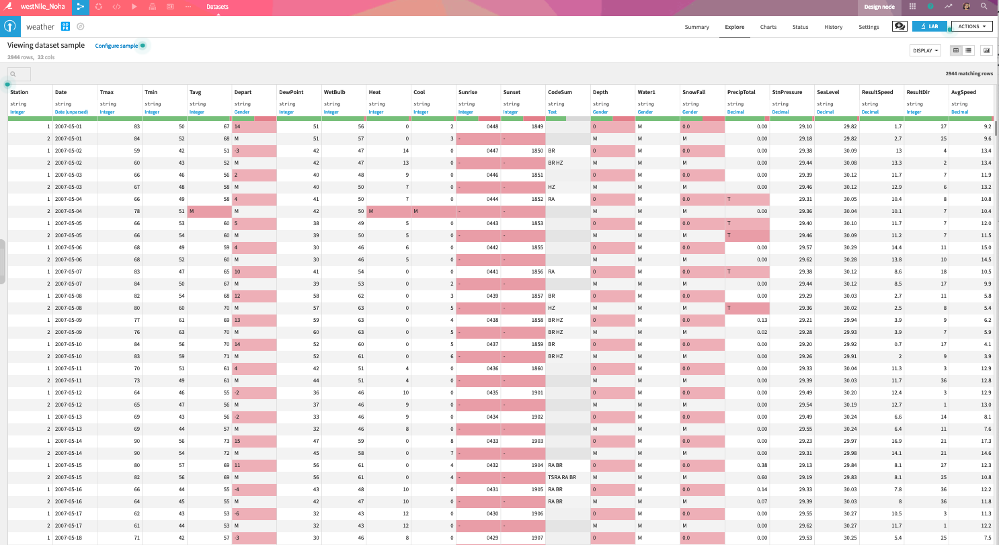 westNile_Noha Datasets Design node
weather GD PR Summary Explore Charts Status History Settings LAB ACTIONS
Viewing dataset sample Configure sample DISPLAY
2944 rows, 22 cols
2944 matching rows
Station Date Tmax Tmin Tavg Depart DewPoint WetBulb Heat Cool Sunrise Sunset CodeSum Depth Water1 SnowFall PrecipTotal StnPressure SeaLevel ResultSpeed ResultDir AvgSpeed
string string string string string string string string string string string string string string string string string string string string string string
Integer Date (unparsed) Integer Integer Integer Gender Integer Integer Integer Integer Integer Integer Text Gender Gender Gender Decimal Decimal Decimal Decimal Integer Decimal
1 2007-05-01 83 50 67 14 51 56 0 2 0448 1849 0 M 0.0 0.00 29.10 29.82 1.7 27 9.2
2 2007-05-01 84 52 68 M 51 57 0 3 - - M M M 0.00 29.18 29.82 2.7 25 9.6
1 2007-05-02 59 42 51 -3 42 47 14 0 0447 1850 BR 0 M 0.0 0.00 29.38 30.09 13 4 13.4
2 2007-05-02 60 43 52 M 42 47 13 0 - - BR HZ M M M 0.00 29.44 30.08 13.3 2 13.4
1 2007-05-03 66 46 56 2 40 48 9 0 0446 1851 0 M 0.0 0.00 29.39 30.12 11.7 7 11.9
2 2007-05-03 67 48 58 M 40 50 7 0 - - HZ M M M 0.00 29.46 30.12 12.9 6 13.2
1 2007-05-04 66 49 58 4 41 50 7 0 0444 1852 RA 0 M 0.0 T 29.31 30.05 10.4 8 10.8
2 2007-05-04 78 51 M M 42 50 M M - - M M M 0.00 29.36 30.04 10.1 7 10.4
1 2007-05-05 66 53 60 5 38 49 5 0 0443 1853 0 M 0.0 T 29.40 30.10 11.7 7 12.0
2 2007-05-05 66 54 60 M 39 50 5 0 - - M M M T 29.46 30.09 11.2 7 11.5
1 2007-05-06 68 49 59 4 30 46 6 0 0442 1855 0 M 0.0 0.00 29.57 30.29 14.4 11 15.0
2 2007-05-06 68 52 60 M 30 46 5 0 - - M M M 0.00 29.62 30.28 13.8 10 14.5
1 2007-05-07 83 47 65 10 41 54 0 0 0441 1856 RA 0 M 0.0 T 29.38 30.12 8.6 18 10.5
2 2007-05-07 84 50 67 M 39 53 0 2 - - M M M 0.00 29.44 30.12 8.5 17 9.9
1 2007-05-08 82 54 68 12 58 62 0 3 0439 1857 BR 0 M 0.0 0.00 29.29 30.03 2.7 11 5.8
2 2007-05-08 80 60 70 M 57 63 0 5 - - HZ M M M T 29.36 30.02 2.5 8 5.4
1 2007-05-09 77 61 69 13 59 63 0 4 0438 1858 BR HZ 0 M 0.0 0.13 29.21 29.94 3.9 9 6.2
2 2007-05-09 76 63 70 M 60 63 0 5 - - BR HZ M M M 0.02 29.28 29.93 3.9 7 5.9
1 2007-05-10 84 56 70 14 52 60 0 5 0437 1859 BR 0 M 0.0 0.00 29.20 29.92 0.7 17 4.1
2 2007-05-10 83 59 71 M 52 61 0 6 - - BR HZ M M M 0.00 29.26 29.91 2 9 3.9
1 2007-05-11 70 51 61 4 42 51 4 0 0436 1860 0 M 0.0 0.00 29.33 30.04 11.3 3 12.9
2 2007-05-11 73 49 61 M 44 51 4 0 - - M M M 0.00 29.39 30.03 11.7 36 12.8
1 2007-05-12 64 46 55 -2 36 46 10 0 0435 1901 0 M 0.0 0.00 29.49 30.20 12.4 3 12.9
2 2007-05-12 65 47 56 M 37 46 9 0 - - M M M 0.00 29.54 30.19 12.7 1 13.0
1 2007-05-13 69 43 56 -2 33 46 9 0 0434 1902 0 M 0.0 0.00 29.49 30.24 6.6 14 8.1
2 2007-05-13 69 44 57 M 32 46 8 0 - - M M M 0.00 29.55 30.24 6.4 11 7.6
1 2007-05-14 90 56 73 15 47 59 0 8 0433 1903 0 M 0.0 0.00 29.23 29.97 16.9 21 17.3
2 2007-05-14 90 54 72 M 45 58 0 7 - - M M M 0.00 29.31 29.98 14.1 21 14.6
1 2007-05-15 80 57 69 11 56 61 0 4 0432 1904 RA BR 0 M 0.0 0.38 29.13 29.84 8.1 27 12.3
2 2007-05-15 82 56 69 M 56 61 0 4 - - TSRA RA BR M M M 0.60 29.19 29.83 8.1 25 10.8
1 2007-05-16 66 44 55 -4 43 48 10 0 0431 1905 RA BR 0 M 0.0 0.14 29.33 30.03 7.8 36 12.2
2 2007-05-16 64 45 55 M 42 47 10 0 - - RA BR M M M 0.07 29.39 30.03 8 36 11.8
1 2007-05-17 62 43 53 -6 32 43 12 0 0430 1906 0 M 0.0 0.00 29.55 30.27 10.5 3 11.3
2 2007-05-17 61 44 53 M 32 43 12 0 - - M M M 0.00 29.62 30.27 11.7 1 12.2
1 2007-05-18 71 42 57 -3 30 46 8 0 0429 1907 0 M 0.0 0.00 29.53 30.25 5.4 25 7.5